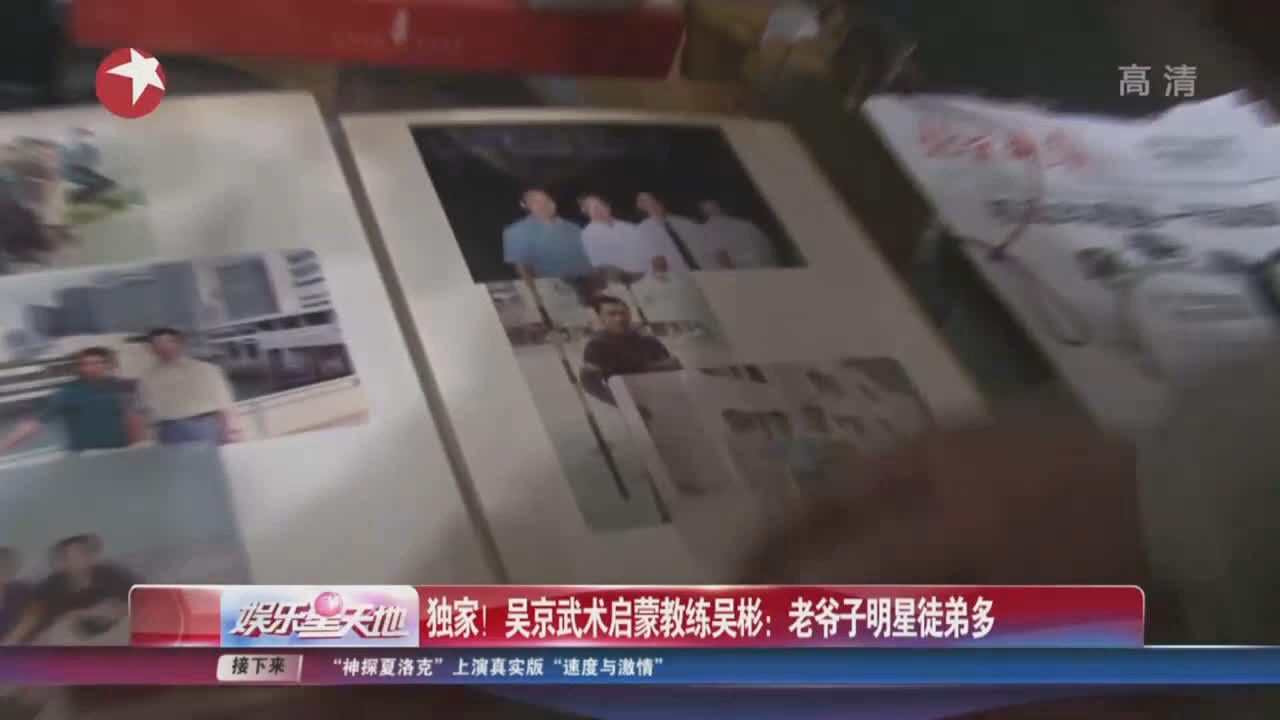 高清
娱乐星天地
独家！吴京武术启蒙教练吴彬：老爷子明星徒弟多
接下来
“神探夏洛克”上演真实版“速度与激情”